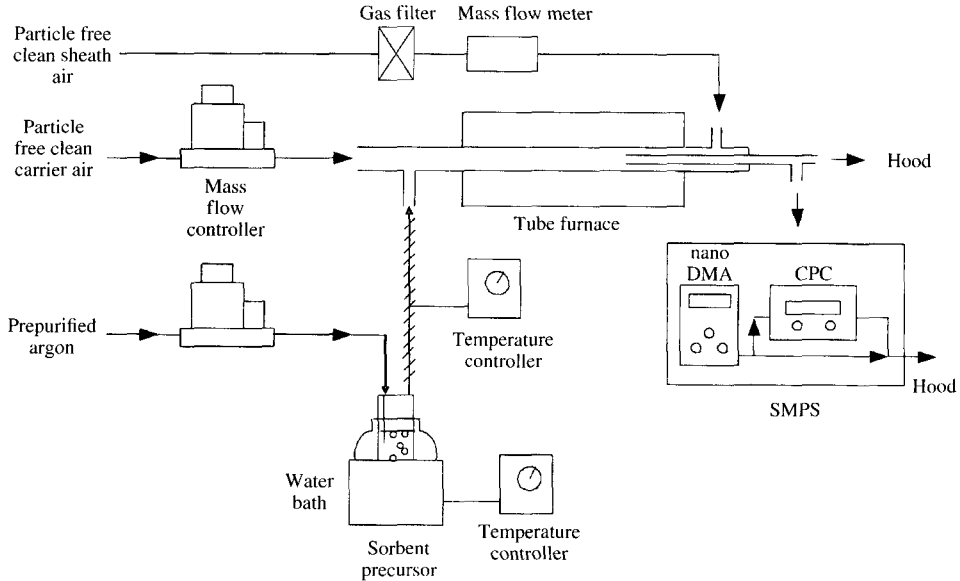 Gas filter
Mass flow meter
Particle free
clean sheath
air
Particle
free clean
carrier air
Mass
flow
controller
Hood
Tube furnace
nano
DMA
CPC
Prepurified
argon
Temperature
controller
Hood
SMPS
Water
bath
Sorbent
precursor
Temperature
controller